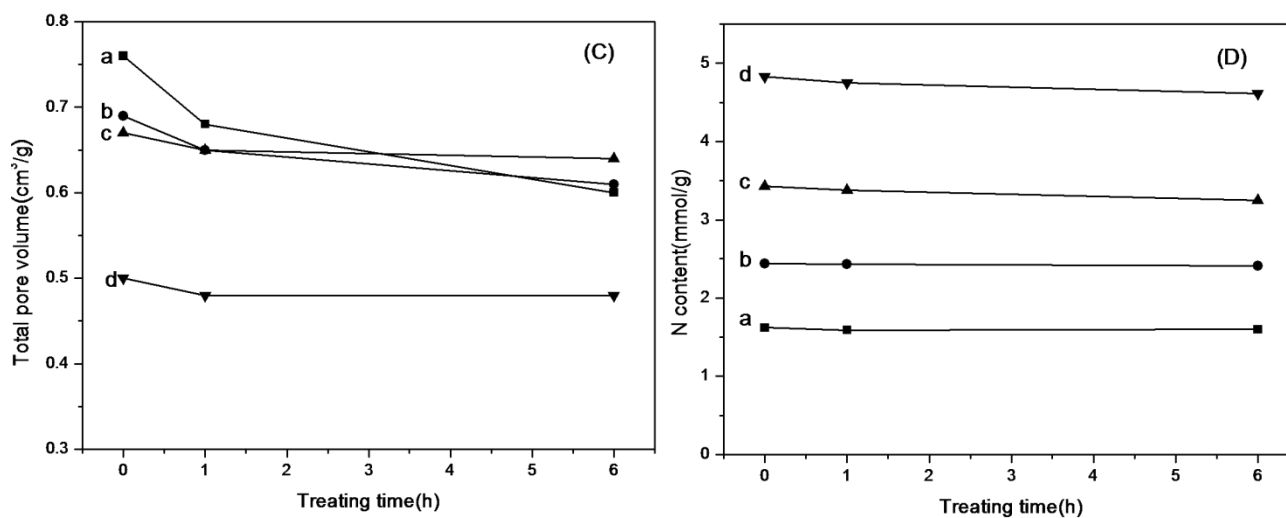 (C)
Total pore volume(cm³/g)
0.8
0.7
0.6
0.5
0.4
0.3
a
b
c
d
0 1 2 3 4 5 6
Treating time(h)
(D)
N content(mmol/g)
5
4
3
2
1
0
d
c
b
a
0 1 2 3 4 5 6
Treating time(h)